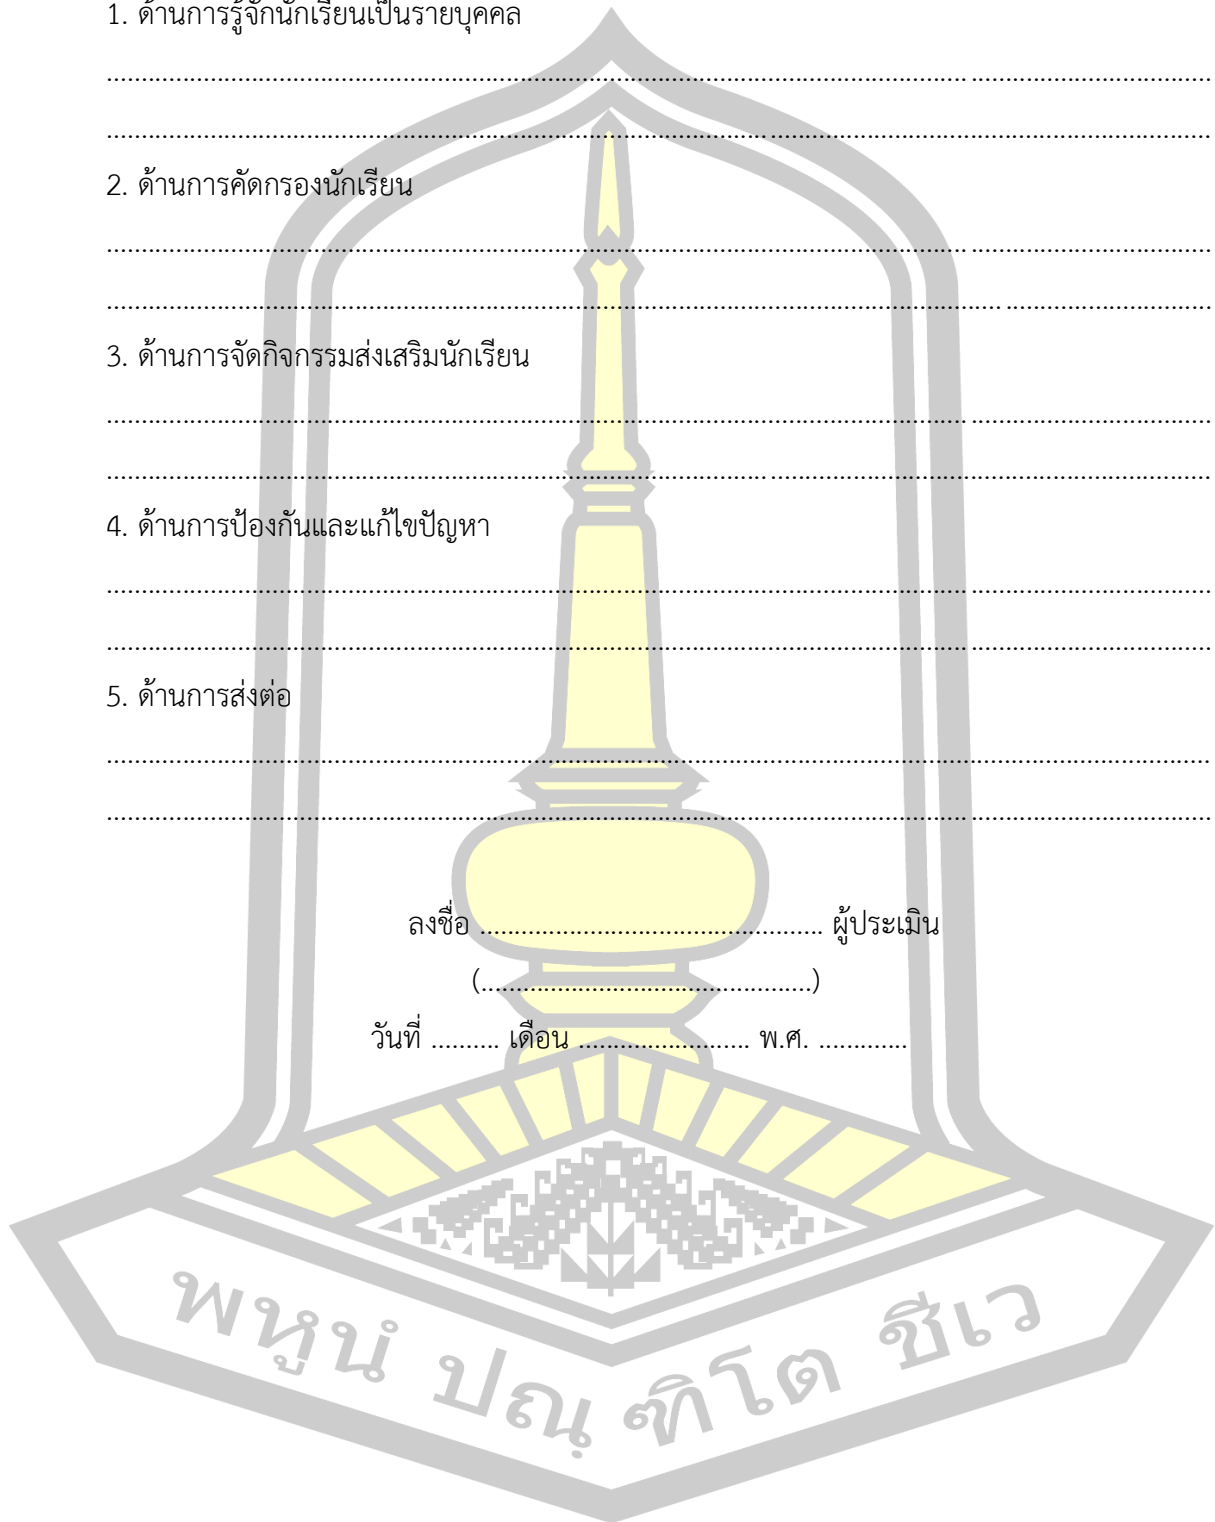 1. ด้านการรู้จักนักเรียนเป็นรายบุคคล
................................................................................................................................................................
................................................................................................................................................................
2. ด้านการคัดกรองนักเรียน
................................................................................................................................................................
................................................................................................................................................................
3. ด้านการจัดกิจกรรมส่งเสริมนักเรียน
................................................................................................................................................................
................................................................................................................................................................
4. ด้านการป้องกันและแก้ไขปัญหา
................................................................................................................................................................
................................................................................................................................................................
5. ด้านการส่งต่อ
................................................................................................................................................................
................................................................................................................................................................
ลงชื่อ .................................................. ผู้ประเมิน
(................................................)
วันที่ .......... เดือน ......................... พ.ศ. .............
พหูนํ ปณฺฑิโต ชีเว